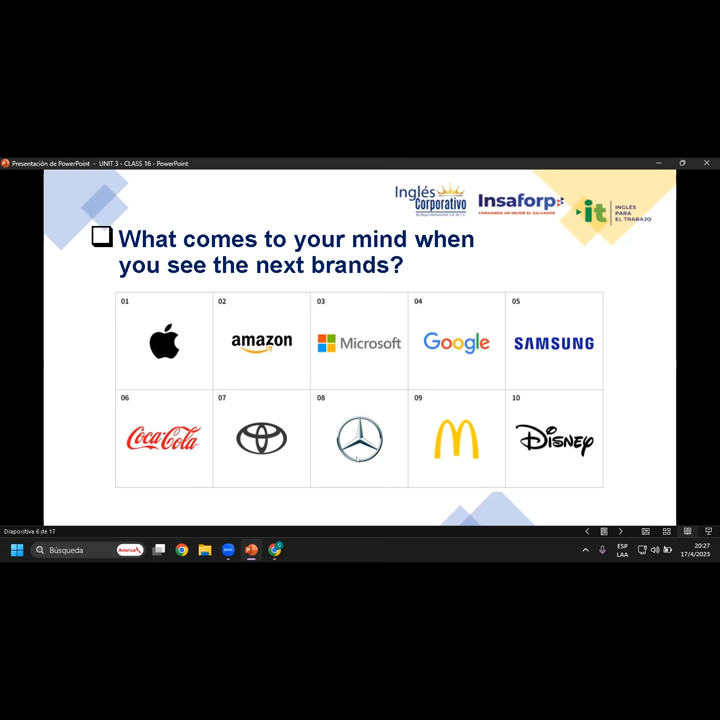 Presentación de PowerPoint - UNIT 3 - CLASS 16 - PowerPoint
Inglés
Corporativo
Insaforp
FORMANDO UN MEJOR EL SALVADOR
it
INGLÉS
PARA
EL TRABAJO
What comes to your mind when
you see the next brands?
01 02 03 04 05
amazon Microsoft Google SAMSUNG
06 07 08 09 10
Coca-Cola Disney
Diapositiva 6 de 17
Búsqueda
Avianca
zoom
ESP
LAA
20:27
17/4/2023